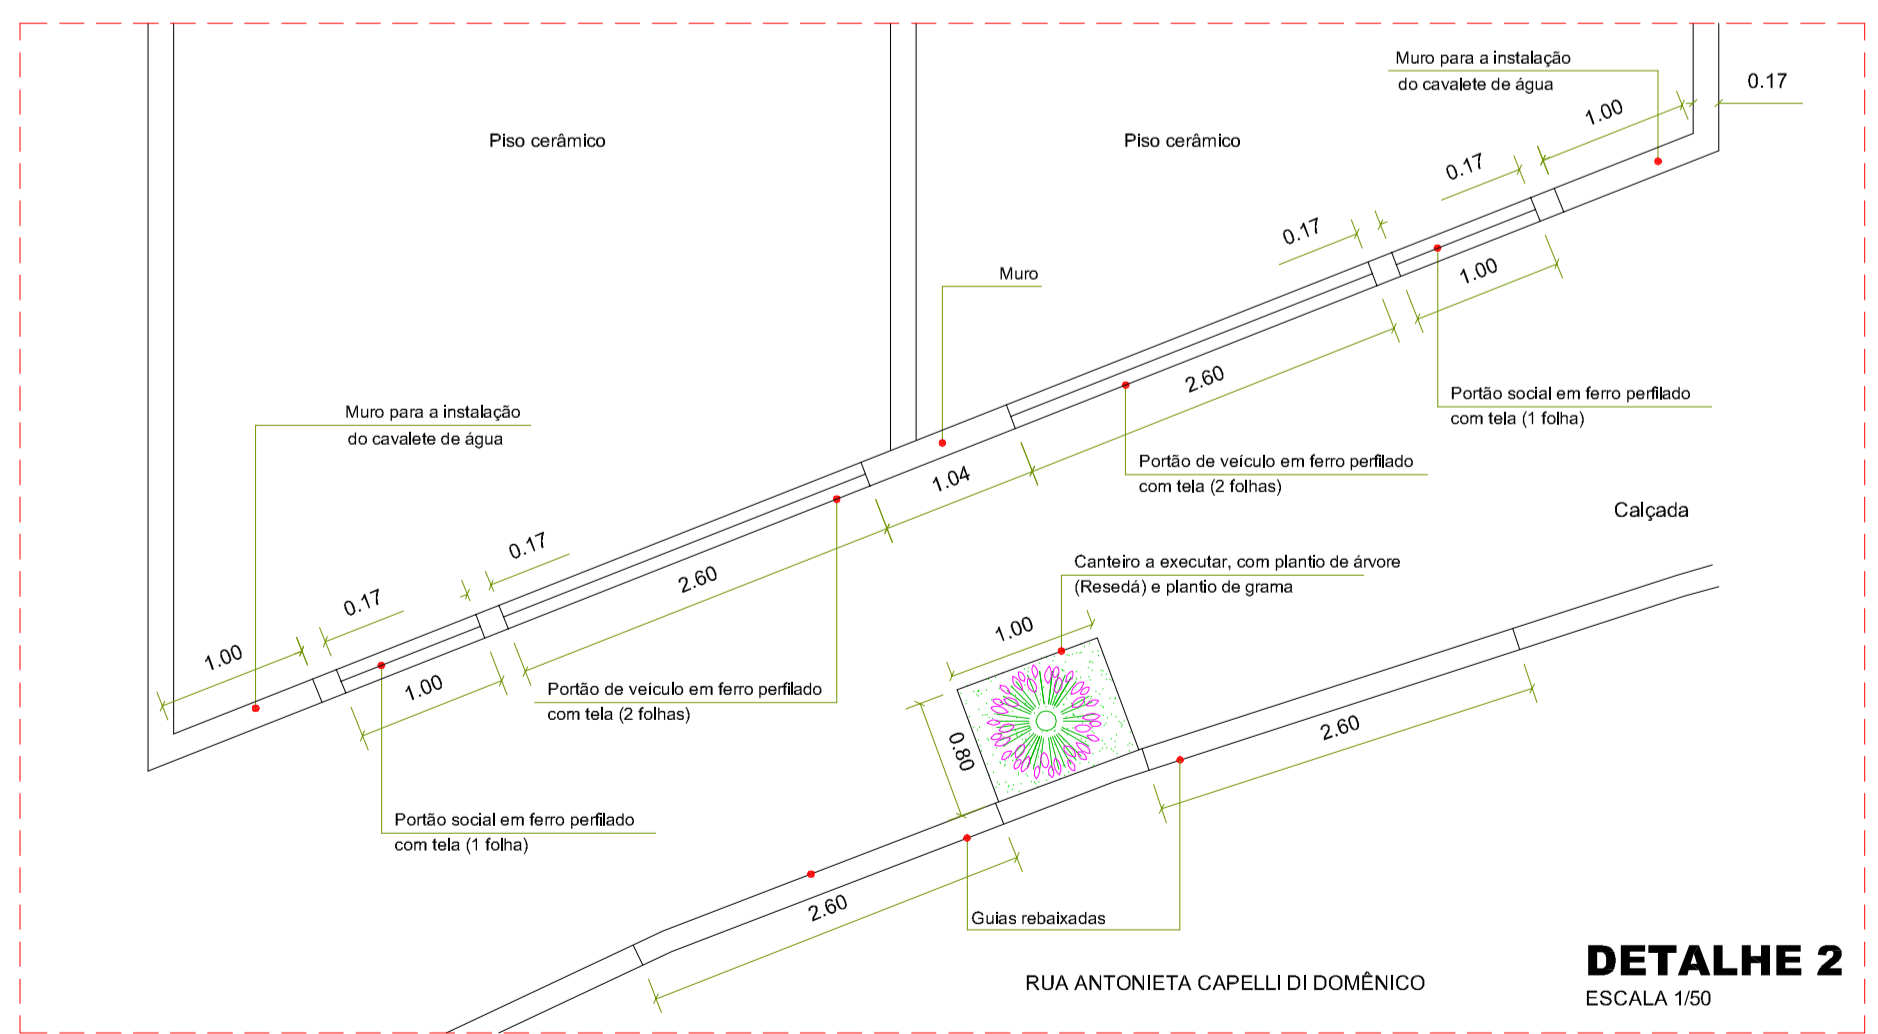 Muro para a instalação
do cavalete de água
0.17
1.00
Piso cerâmico
Piso cerâmico
0.17
0.17
Muro
1.00
2.60
Portão social em ferro perfilado
com tela (1 folha)
Muro para a instalação
do cavalete de água
Portão de veículo em ferro perfilado
com tela (2 folhas)
1.04
Calçada
0.17
2.60
Canteiro a executar, com plantio de árvore
(Resedá) e plantio de grama
0.17
1.00
1.00
1.00
Portão de veículo em ferro perfilado
com tela (2 folhas)
0.80
2.60
Portão social em ferro perfilado
com tela (1 folha)
2.60
Guias rebaixadas
RUA ANTONIETA CAPELLI DI DOMÊNICO
DETALHE 2
ESCALA 1/50